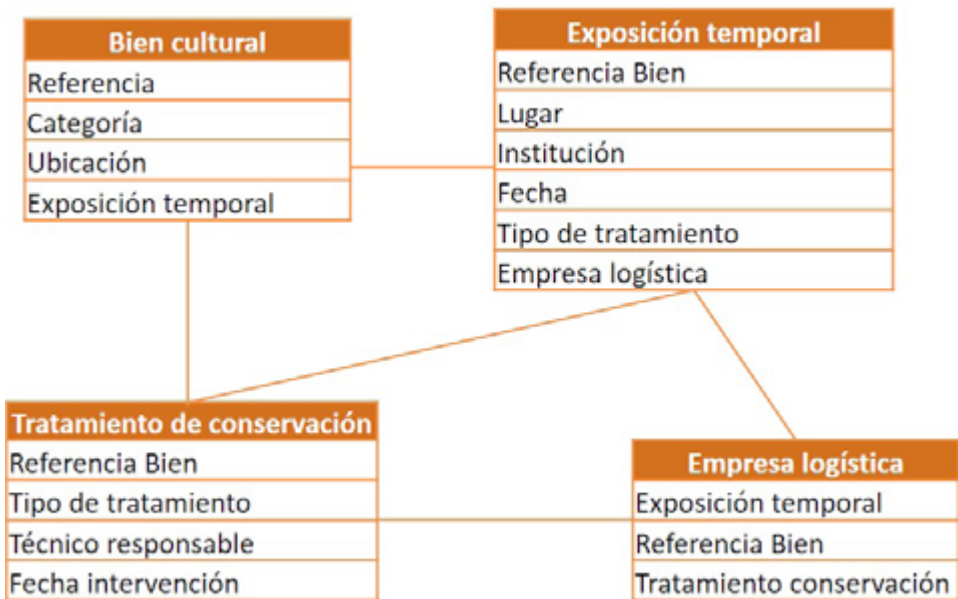 Bien cultural
Referencia
Categoría
Ubicación
Exposición temporal
Exposición temporal
Referencia Bien
Lugar
Institución
Fecha
Tipo de tratamiento
Empresa logística
Tratamiento de conservación
Referencia Bien
Tipo de tratamiento
Técnico responsable
Fecha intervención
Empresa logística
Exposición temporal
Referencia Bien
Tratamiento conservación